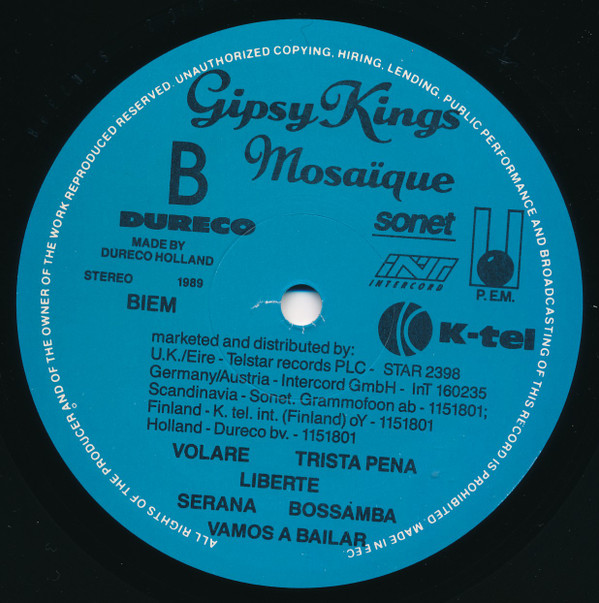 ALL RIGHTS OF THE PRODUCER AND OF THE OWNER OF THE WORK REPRODUCED RESERVED. UNAUTHORIZED COPYING, HIRING, LENDING, PUBLIC PERFORMANCE AND BROADCASTING OF THIS RECORD IS PROHIBITED. MADE IN EEC.
Gipsy Kings
B
Mosaïque
DURECO
MADE BY
DURECO HOLLAND
STEREO 1989
BIEM
sonet
INT
INTERCORD
P.E.M.
K-tel
marketed and distributed by:
U.K./Eire - Telstar records PLC - STAR 2398
Germany/Austria - Intercord GmbH - InT 160235
Scandinavia - Sonet. Grammofoon ab - 1151801;
Finland - K. tel. int. (Finland) oY - 1151801
Holland - Dureco bv. - 1151801
VOLARE TRISTA PENA
LIBERTE
SERANA BOSSAMBA
VAMOS A BAILAR